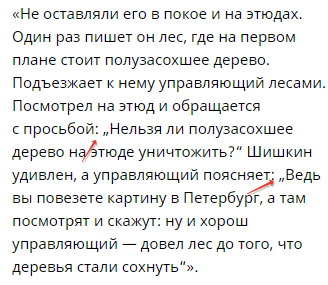 «Не оставляли его в покое и на этюдах.
Один раз пишет он лес, где на первом
плане стоит полузасохшее дерево.
Подъезжает к нему управляющий лесами.
Посмотрел на этюд и обращается
с просьбой: „Нельзя ли полузасохшее
дерево на этюде уничтожить?“ Шишкин
удивлен, а управляющий поясняет: „Ведь
вы повезете картину в Петербург, а там
посмотрят и скажут: ну и хорош
управляющий — довел лес до того, что
деревья стали сохнуть“».